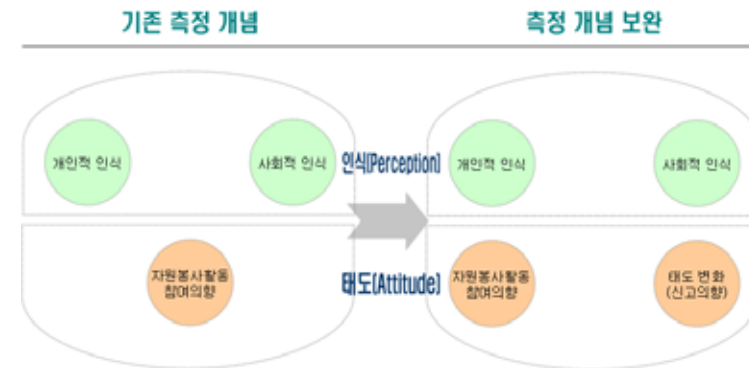 기존 측정 개념
측정 개념 보완
개인적 인식
사회적 인식
인식(Perception)
개인적 인식
사회적 인식
자원봉사활동
참여의향
태도(Attitude)
자원봉사활동
참여의향
태도 변화
(신고의향)